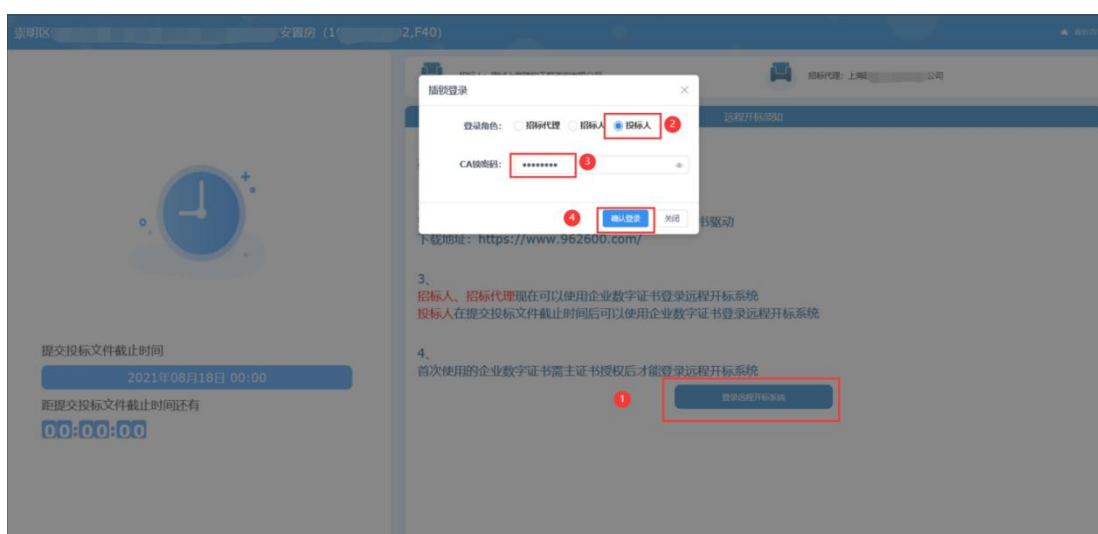 崇明区 安置房（1 2,F40)
招标代理：上海 公司
插锁登录
远程开标须知
登录角色： 招标代理 招标人 投标人 2
CA锁密码： ******** 3
4 确认登录 关闭
书驱动
下载地址：https://www.962600.com/
3、
招标人、招标代理现在可以使用企业数字证书登录远程开标系统
投标人在提交投标文件截止时间后可以使用企业数字证书登录远程开标系统
提交投标文件截止时间
4、
2021年08月18日 00:00
首次使用的企业数字证书需主证书授权后才能登录远程开标系统
距提交投标文件截止时间还有
1 登录远程开标系统
00:00:00